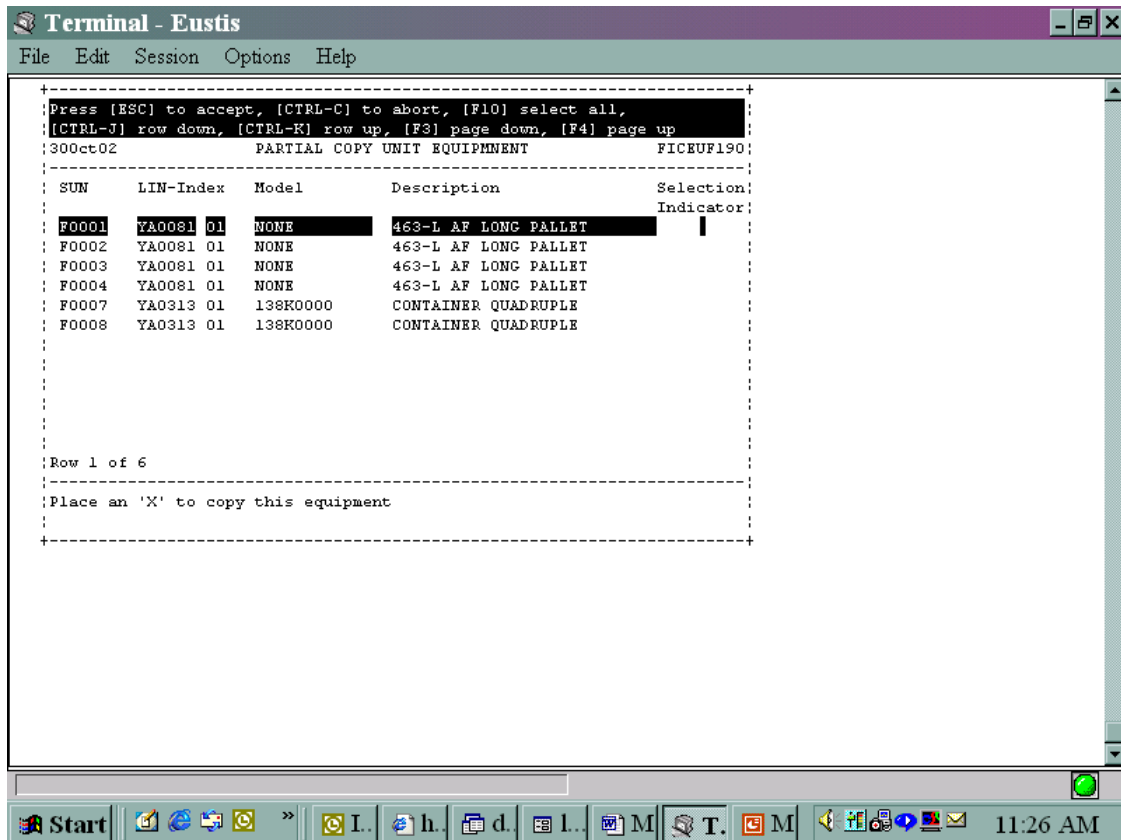 Terminal - Eustis
File Edit Session Options Help
Press [ESC] to accept, [CTRL-C] to abort, [F10] select all,
[CTRL-J] row down, [CTRL-K] row up, [F3] page down, [F4] page up
30Oct02 PARTIAL COPY UNIT EQUIPMNENT FICEUF190
SUN LIN-Index Model Description Selection
Indicator
F0001 YA0081 01 NONE 463-L AF LONG PALLET
F0002 YA0081 01 NONE 463-L AF LONG PALLET
F0003 YA0081 01 NONE 463-L AF LONG PALLET
F0004 YA0081 01 NONE 463-L AF LONG PALLET
F0007 YA0313 01 138K0000 CONTAINER QUADRUPLE
F0008 YA0313 01 138K0000 CONTAINER QUADRUPLE
Row 1 of 6
Place an 'X' to copy this equipment
Start » I.. h.. d.. l... M T. M 11:26 AM